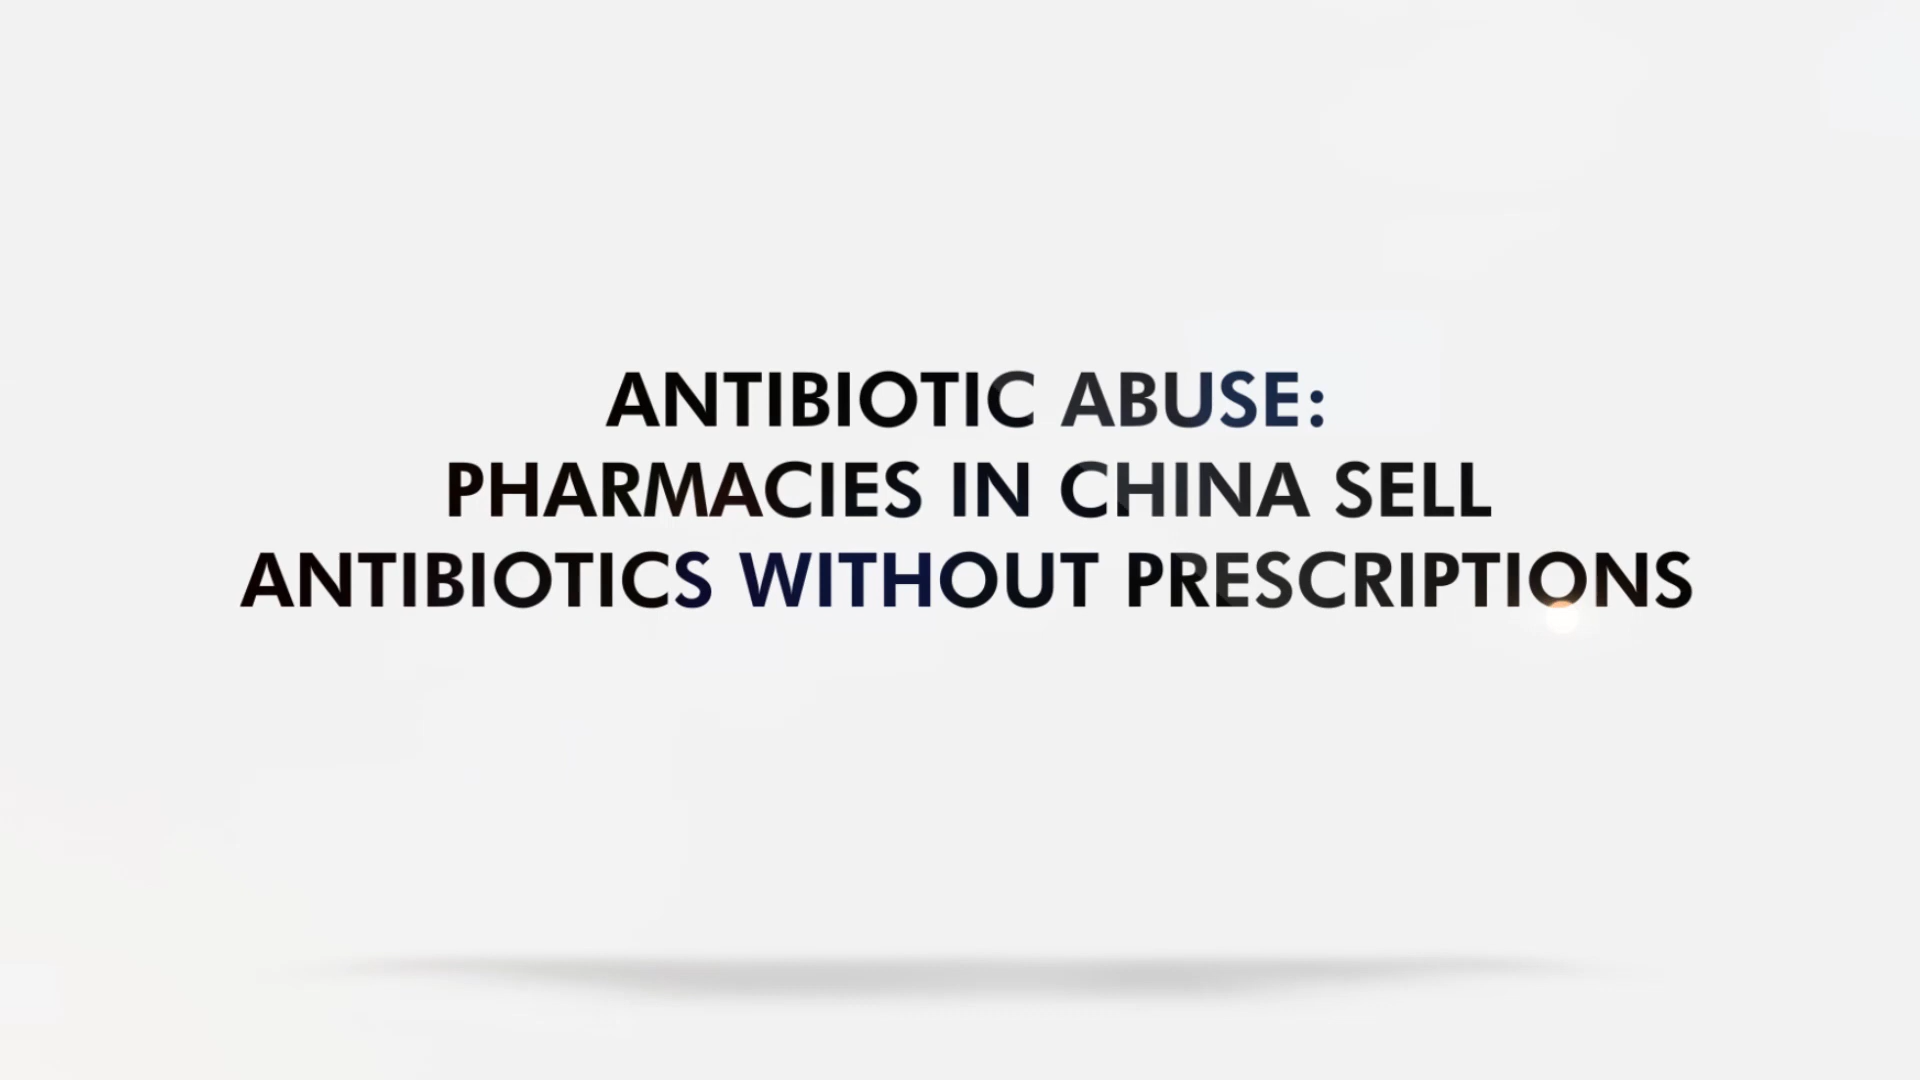 ANTIBIOTIC ABUSE:
PHARMACIES IN CHINA SELL
ANTIBIOTICS WITHOUT PRESCRIPTIONS